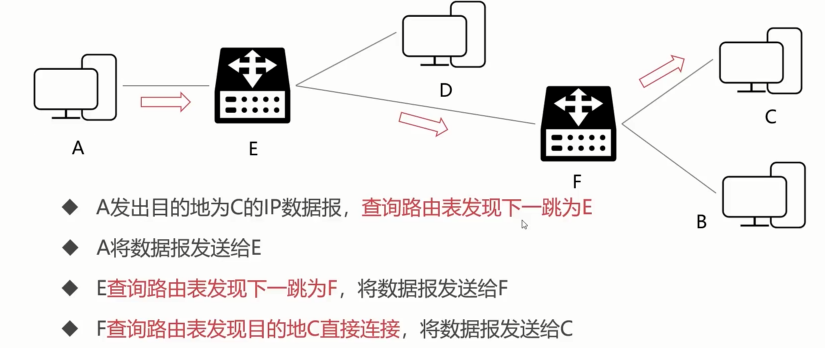 D
A
E
C
F
B
◆ A发出目的地为C的IP数据报，查询路由表发现下一跳为E
◆ A将数据报发送给E
◆ E查询路由表发现下一跳为F，将数据报发送给F
◆ F查询路由表发现目的地C直接连接，将数据报发送给C